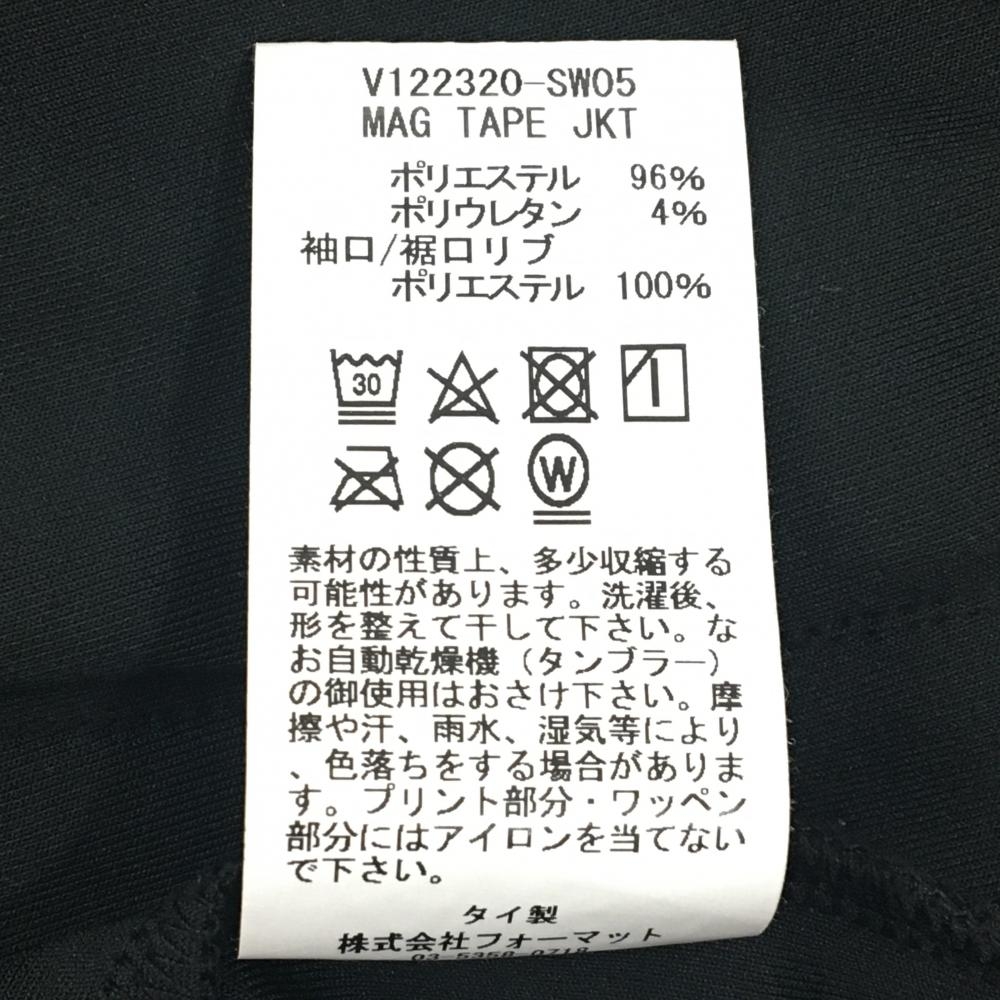 V122320-SW05
MAG TAPE JKT
ポリエステル 96%
ポリウレタン 4%
袖口/裾口リブ
ポリエステル 100%
30
W
素材の性質上、多少収縮する
可能性があります。洗濯後、
形を整えて干して下さい。な
お自動乾燥機（タンブラー）
の御使用はおさけ下さい。摩
擦や汗、雨水、湿気等により
、色落ちをする場合がありま
す。プリント部分・ワッペン
部分にはアイロンを当てない
で下さい。
タイ製
株式会社フォーマット